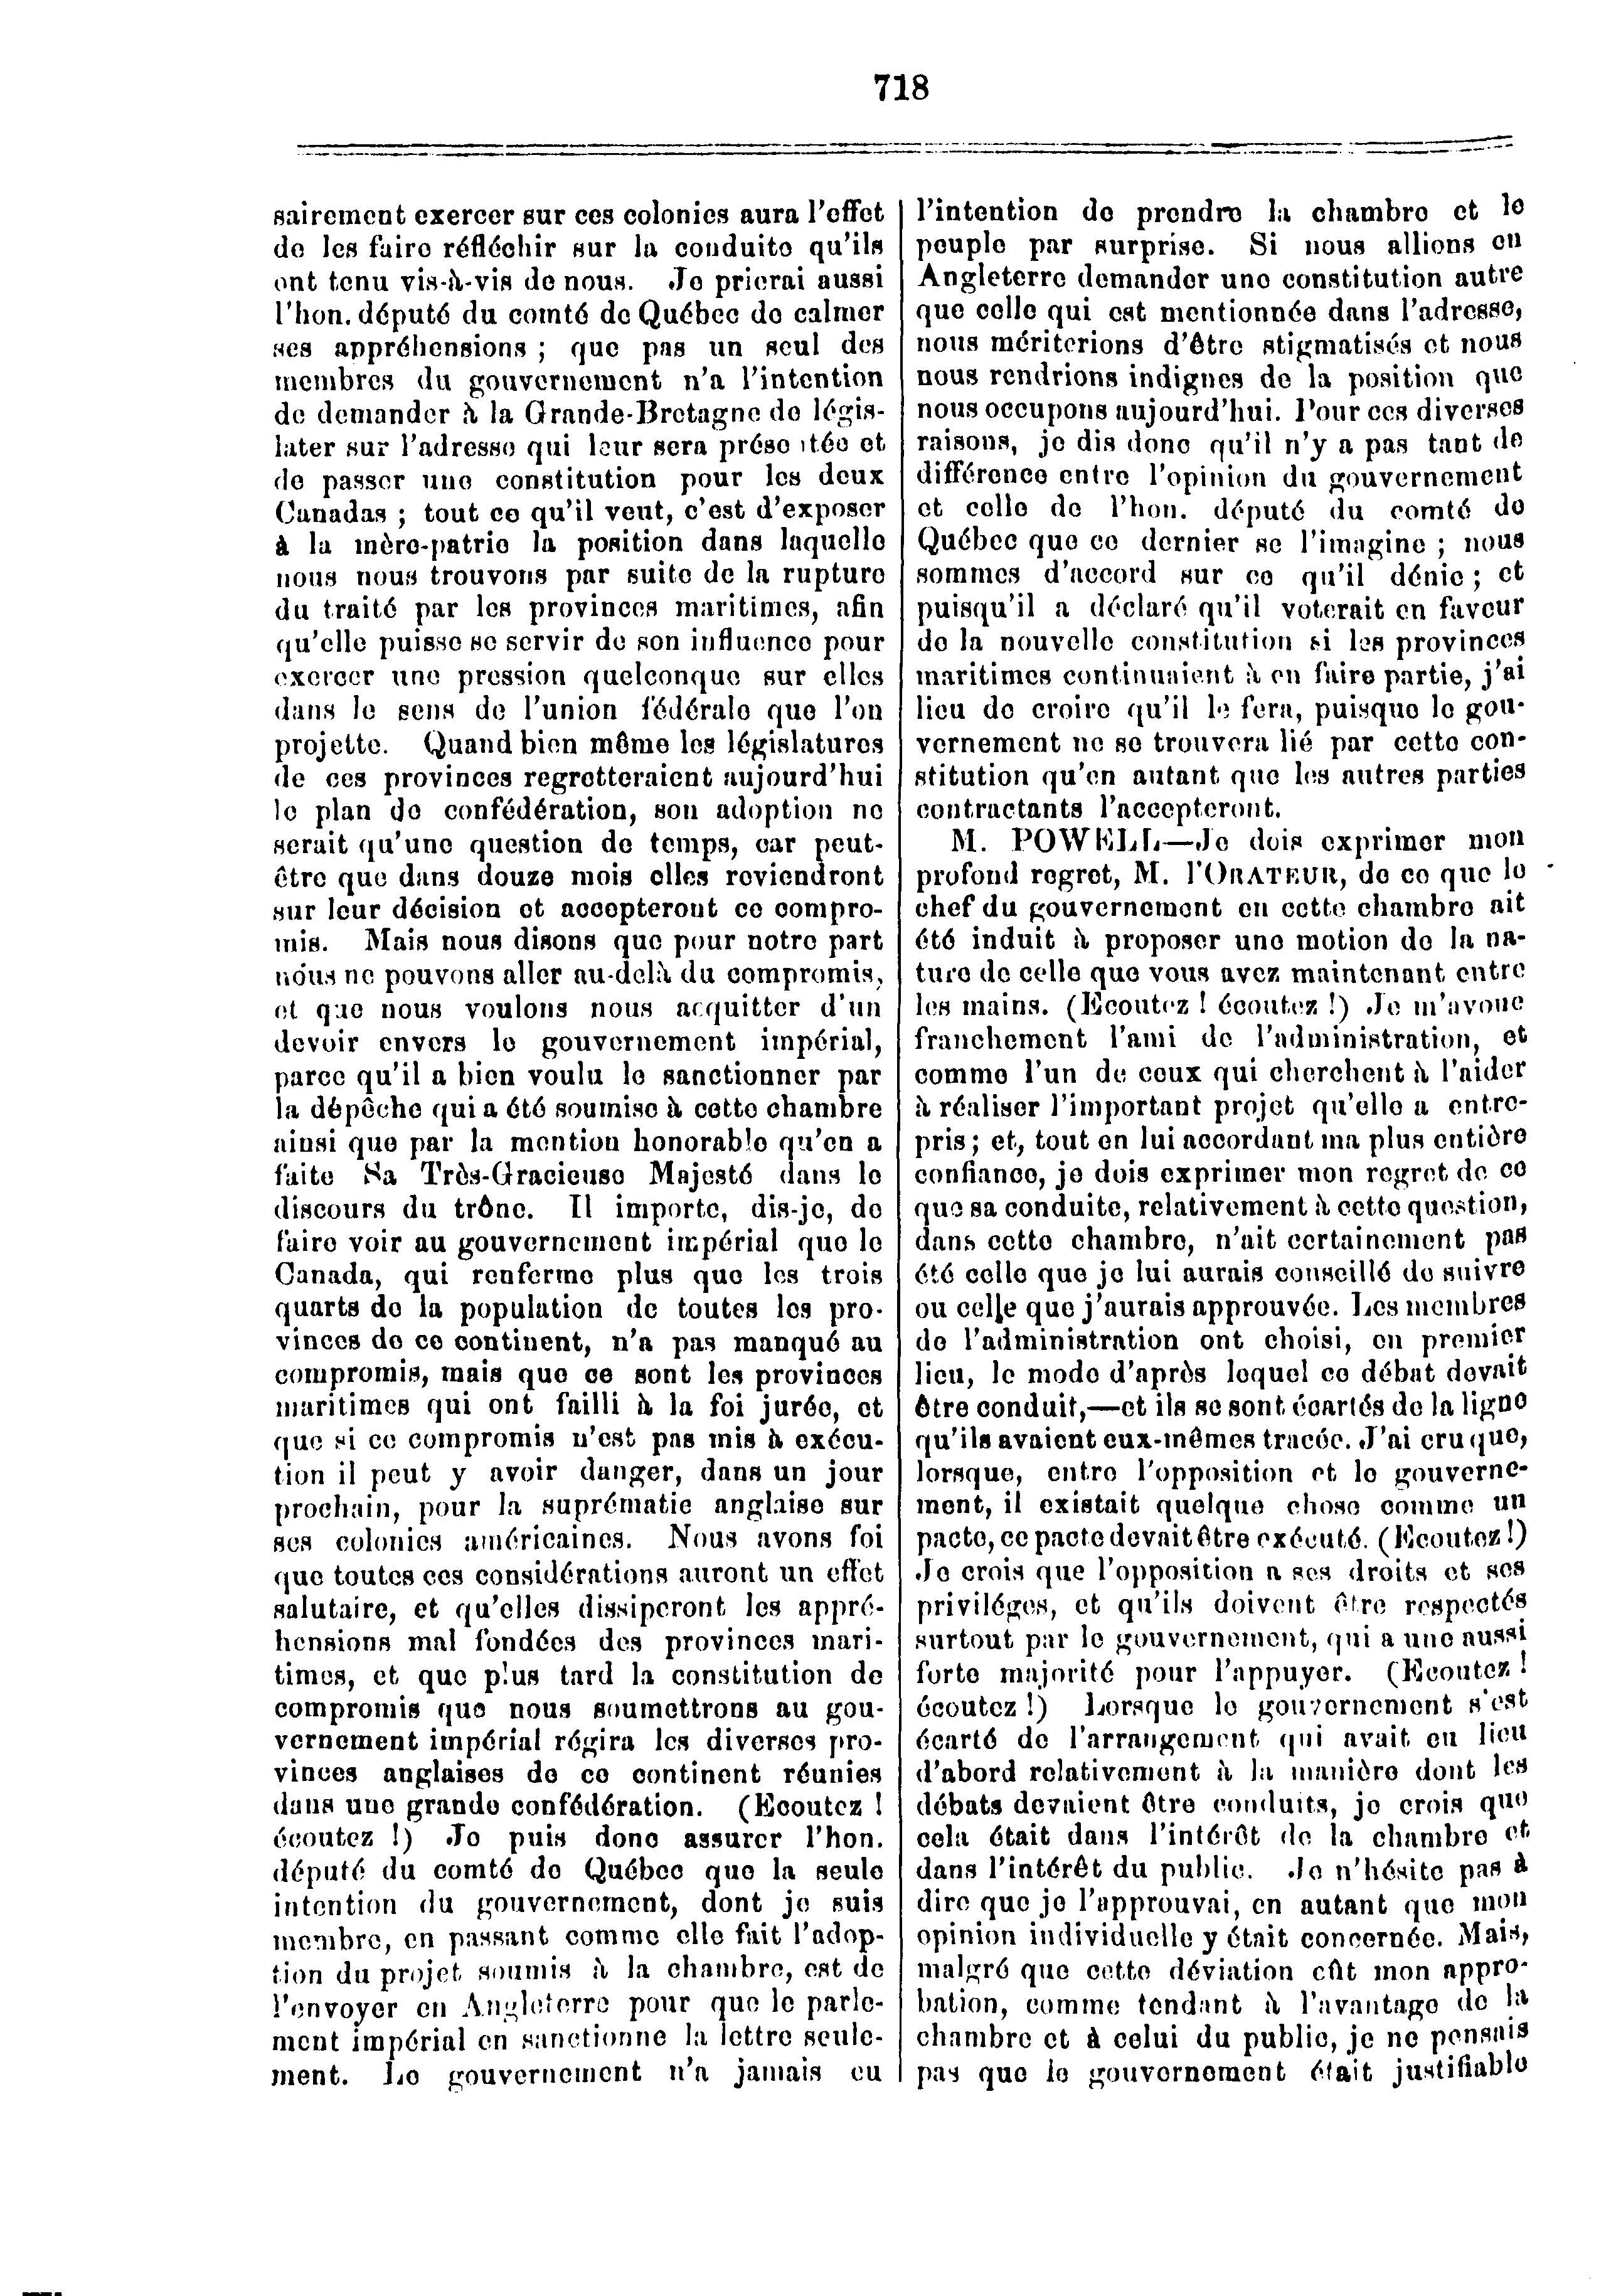 718
sairement exercer sur ces colonies aura l'effet
de les faire réfléchir sur la conduite qu'ils
ont tenu vis-à-vis de nous. Je prierai aussi
l'hon. député du comté de Québec de calmer
ses appréhensions ; que pas un seul des
membres du gouvernement n'a l'intention
de demander à la Grande-Bretagne de légis-
later sur l'adresse qui leur sera présentée et
de passer une constitution pour les deux
Canadas ; tout ce qu'il veut, c'est d'exposer
à la mère-patrie la position dans laquelle
nous nous trouvons par suite de la rupture
du traité par les provinces maritimes, afin
qu'elle puisse se servir de son influence pour
exercer une pression quelconque sur elles
dans le sens de l'union fédérale que l'on
projette. Quand bien même les législatures
de ces provinces regretteraient aujourd'hui
le plan de confédération, son adoption ne
serait qu'une question de temps, car peut-
être que dans douze mois elles reviendront
sur leur décision et accepteront ce compro-
mis. Mais nous disons que pour notre part
nous ne pouvons aller au-delà du compromis,
et que nous voulons nous acquitter d'un
devoir envers le gouvernement impérial,
parce qu'il a bien voulu le sanctionner par
la dépêche qui a été soumise à cette chambre
ainsi que par la mention honorable qu'en a
faite Sa Très-Gracieuse Majesté dans le
discours du trône. Il importe, dis-je, de
faire voir au gouvernement impérial que le
Canada, qui renferme plus que les trois
quarts de la population de toutes les pro-
vinces de ce continent, n'a pas manqué au
compromis, mais que ce sont les provinces
maritimes qui ont failli à la foi jurée, et
que si ce compromis n'est pas mis à exécu-
tion il peut y avoir danger, dans un jour
prochain, pour la suprématie anglaise sur
ses colonies américaines. Nous avons foi
que toutes ces considérations auront un effet
salutaire, et qu'elles dissiperont les appré-
hensions mal fondées des provinces mari-
times, et que plus tard la constitution de
compromis que nous soumettrons au gou-
vernement impérial régira les diverses pro-
vinces anglaises de ce continent réunies
dans une grande confédération. (Ecoutez !
écoutez !) Je puis donc assurer l'hon.
député du comté de Québec que la seule
intention du gouvernement, dont je suis
membre, en passant comme elle fait l'adop-
tion du projet soumis à la chambre, est de
l'envoyer en Angleterre pour que le parle-
ment impérial en sanctionne la lettre seule-
ment. Le gouvernement n'a jamais eu
l'intention de prendre la chambre et le
peuple par surprise. Si nous allions en
Angleterre demander une constitution autre
que celle qui est mentionnée dans l'adresse,
nous mériterions d'être stigmatisés et nous
nous rendrions indignes de la position que
nous occupons aujourd'hui. Pour ces diverses
raisons, je dis donc qu'il n'y a pas tant de
différence entre l'opinion du gouvernement
et celle de l'hon. député du comté de
Québec que ce dernier se l'imagine ; nous
sommes d'accord sur ce qu'il dénie ; et
puisqu'il a déclaré qu'il voterait en faveur
de la nouvelle constitution si les provinces
maritimes continuaient à en faire partie, j'ai
lieu de croire qu'il le fera, puisque le gou-
vernement ne se trouvera lié par cette con-
stitution qu'en autant que les autres parties
contractants l'accepteront.
M. POWELL—Je dois exprimer mon
profond regret, M. l'ORATEUR, de ce que le
chef du gouvernement en cette chambre ait
été induit à proposer une motion de la na-
ture de celle que vous avez maintenant entre
les mains. (Ecoutez ! écoutez !) Je m'avoue
franchement l'ami de l'administration, et
comme l'un de ceux qui cherchent à l'aider
à réaliser l'important projet qu'elle a entre-
pris ; et, tout en lui accordant ma plus entière
confiance, je dois exprimer mon regret de ce
que sa conduite, relativement à cette question,
dans cette chambre, n'ait certainement pas
été celle que je lui aurais conseillé de suivre
ou celle que j'aurais approuvée. Les membres
de l'administration ont choisi, en premier
lieu, le mode d'après lequel ce débat devait
être conduit,—et ils se sont écartés de la ligne
qu'ils avaient eux-mêmes tracée. J'ai cru que,
lorsque, entre l'opposition et le gouverne-
ment, il existait quelque chose comme un
pacte, ce pacte devait être exécuté. (Ecoutez !)
Je crois que l'opposition a ses droits et ses
priviléges, et qu'ils doivent être respectés
surtout par le gouvernement, qui a une aussi
forte majorité pour l'appuyer. (Ecoutez !
écoutez !) Lorsque le gouvernement s'est
écarté de l'arrangement qui avait eu lieu
d'abord relativement à la manière dont les
débats devaient être conduits, je crois que
cela était dans l'intérêt de la chambre et
dans l'intérêt du public. Je n'hésite pas à
dire que je l'approuvai, en autant que mon
opinion individuelle y était concernée. Mais,
malgré que cette déviation eût mon appro-
bation, comme tendant à l'avantage de la
chambre et à celui du public, je ne pensais
pas que le gouvernement était justifiable